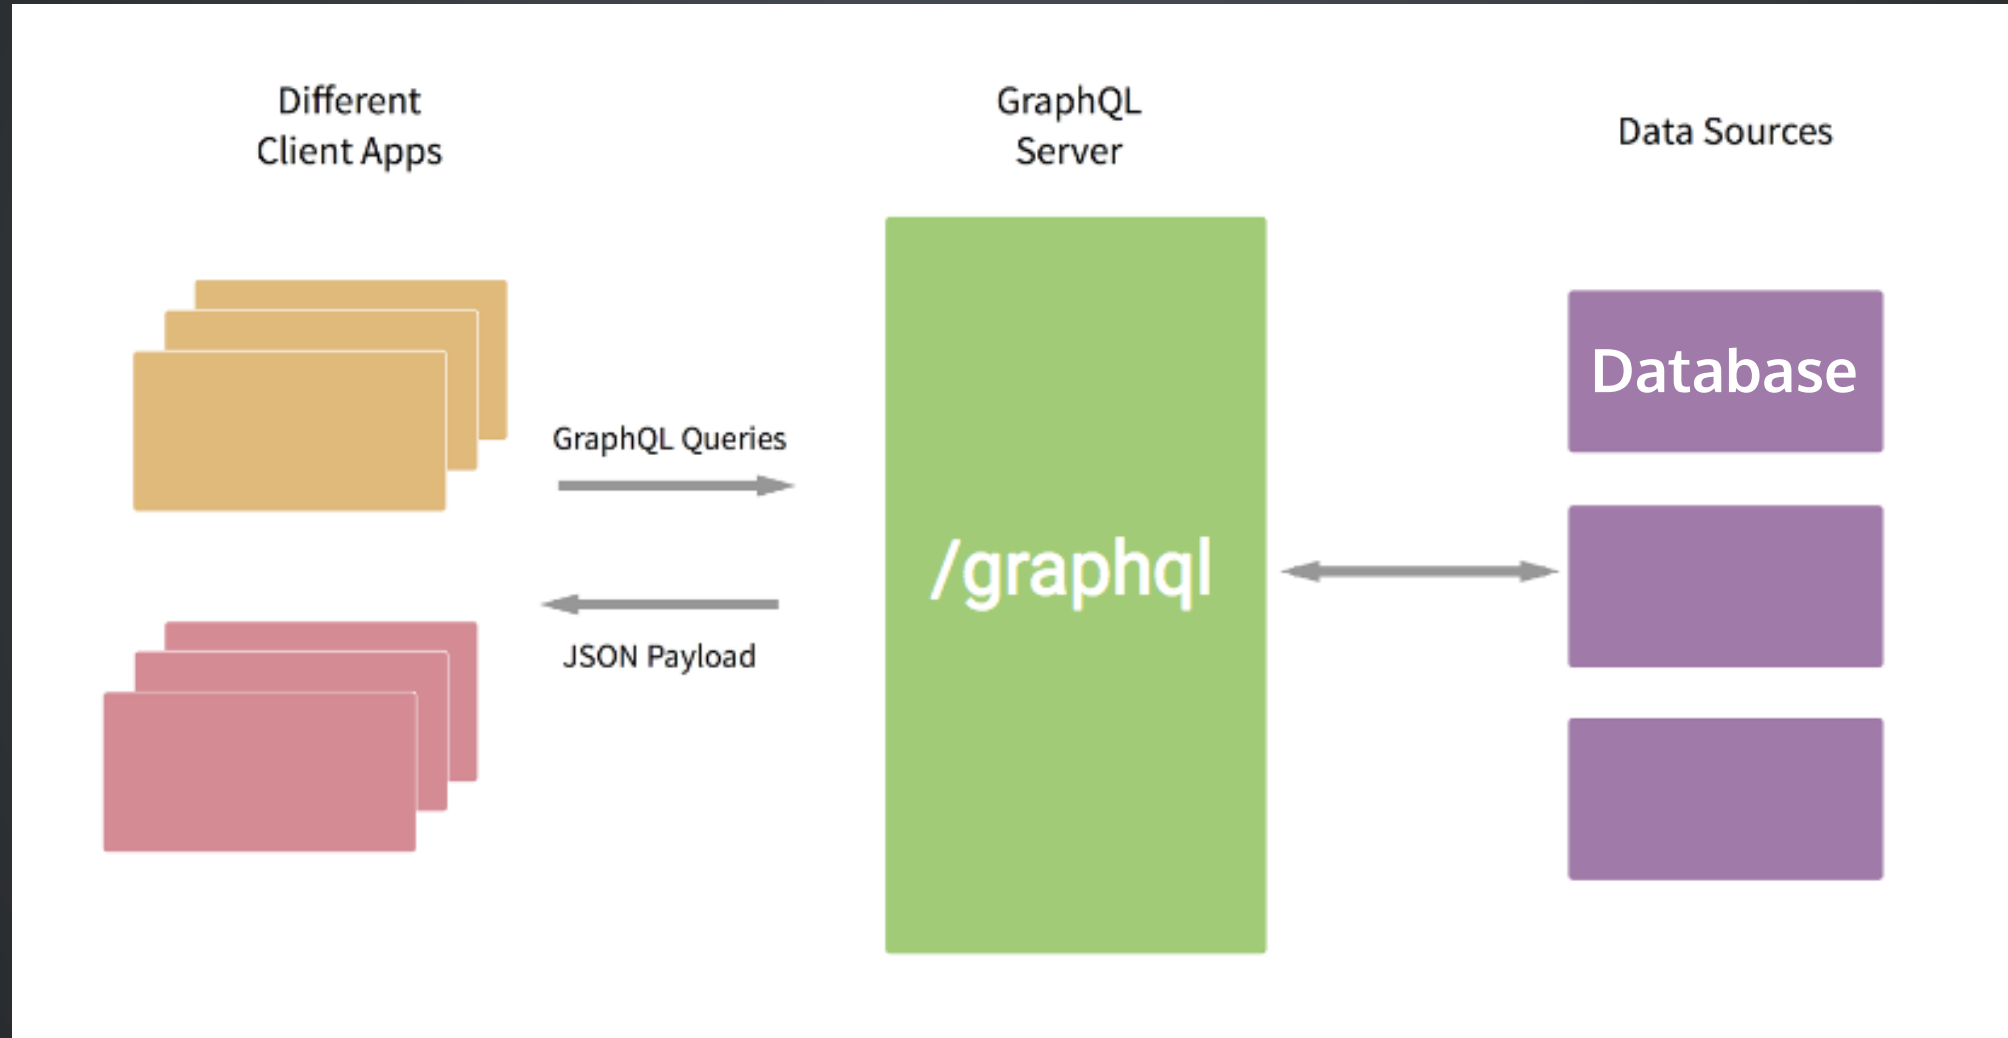 Different
Client Apps
GraphQL
Server
Data Sources
GraphQL Queries
JSON Payload
/graphql
Database